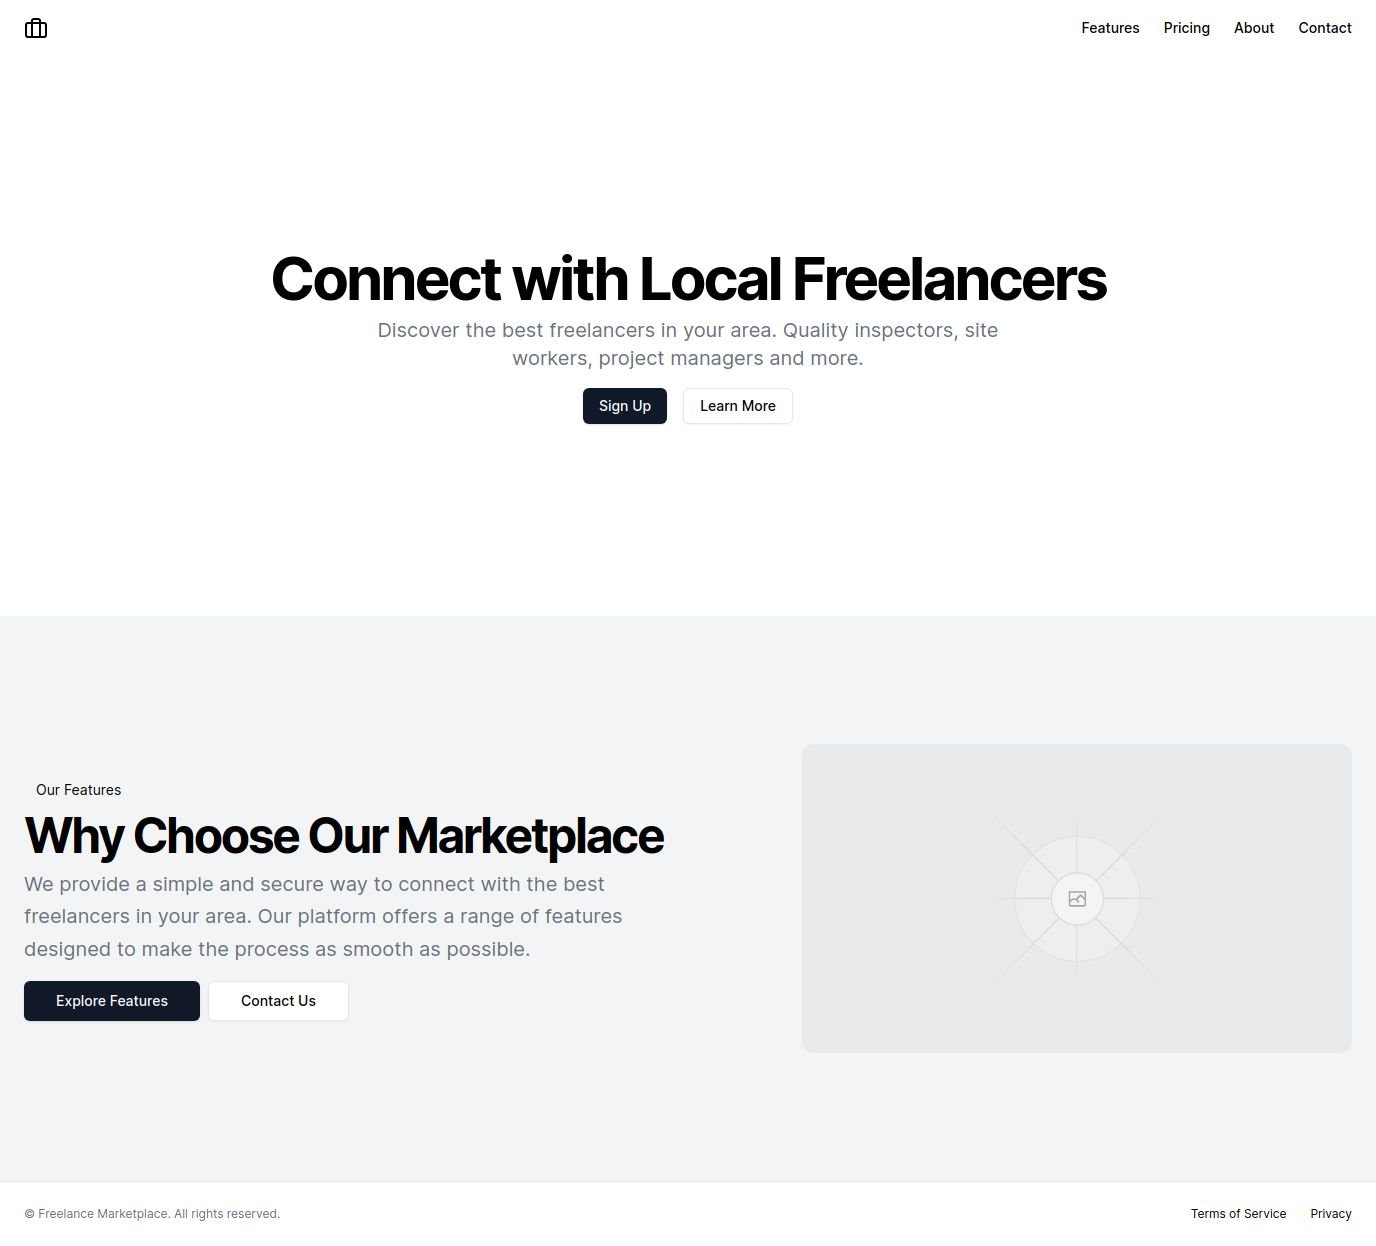 Features Pricing About Contact
Connect with Local Freelancers
Discover the best freelancers in your area. Quality inspectors, site
workers, project managers and more.
Sign Up Learn More
Our Features
Why Choose Our Marketplace
We provide a simple and secure way to connect with the best
freelancers in your area. Our platform offers a range of features
designed to make the process as smooth as possible.
Explore Features Contact Us
© Freelance Marketplace. All rights reserved. Terms of Service Privacy